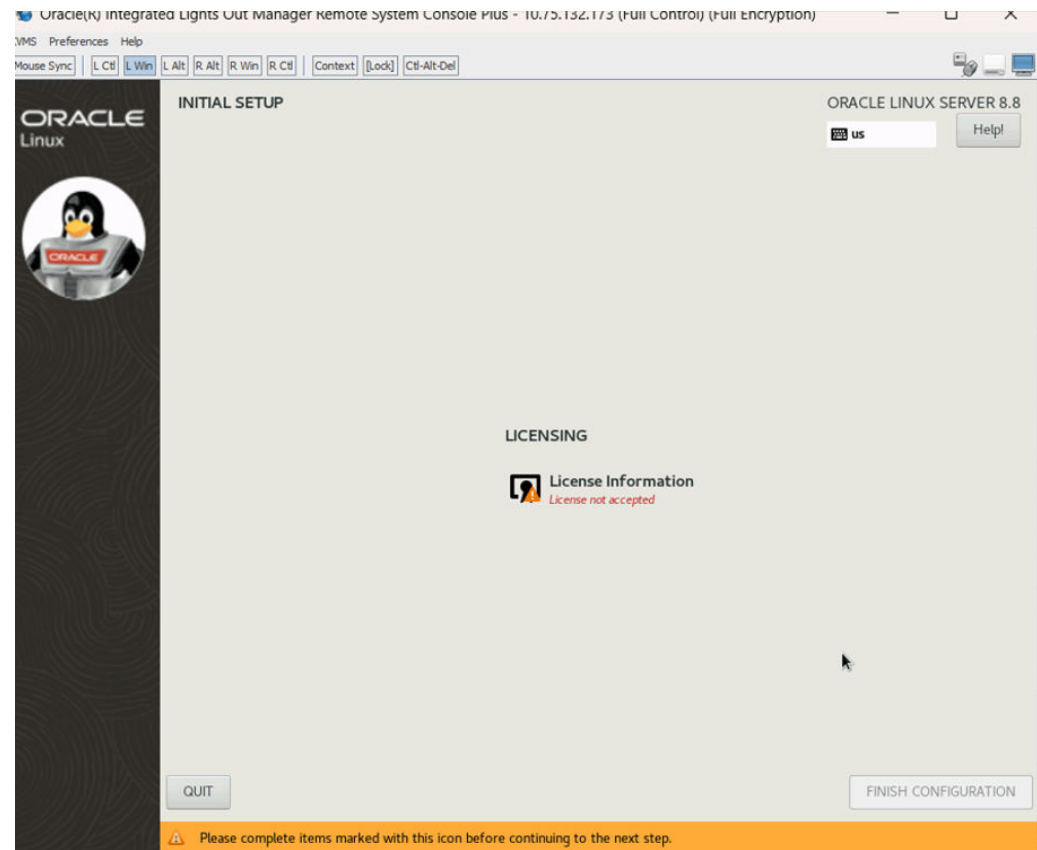 Oracle(R) Integrated Lights Out Manager Remote System Console Plus - 10.75.132.173 (Full Control) (Full Encryption)
KVMS Preferences Help
Mouse Sync L Ctl L Win L Alt R Alt R Win R Ctl Context [Lock] Ctl-Alt-Del
ORACLE
Linux
ORACLE
INITIAL SETUP
ORACLE LINUX SERVER 8.8
us
Help!
LICENSING
License Information
License not accepted
QUIT
FINISH CONFIGURATION
Please complete items marked with this icon before continuing to the next step.